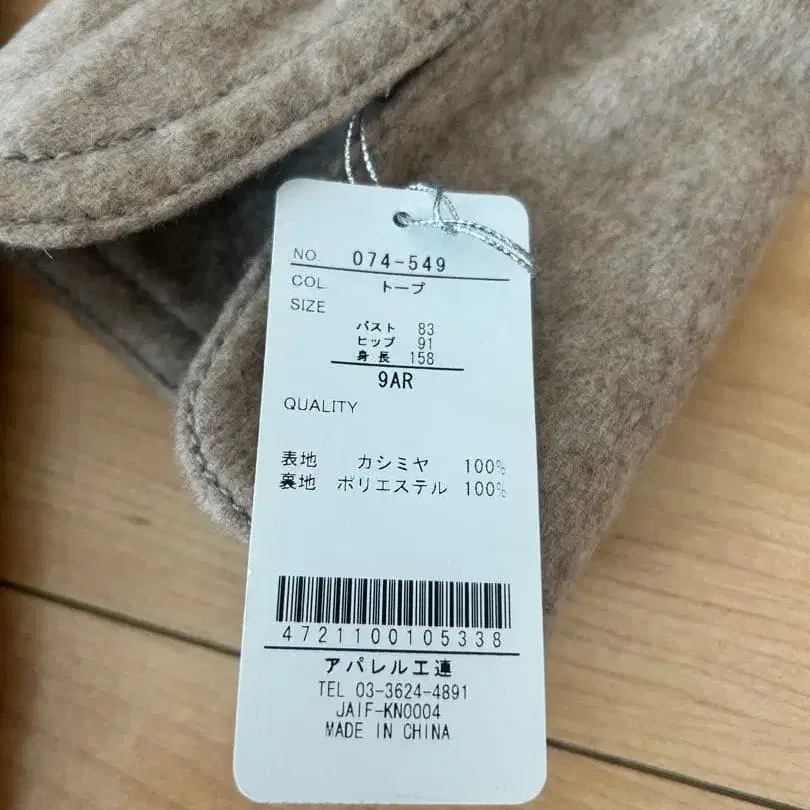 NO. 074-549
COL. トープ
SIZE
バスト 83
ヒップ 91
身長 158
9AR
QUALITY
表地 カシミヤ 100%
裏地 ポリエステル 100%
4721100105338
アパレル工連
TEL 03-3624-4891
JAIF-KN0004
MADE IN CHINA